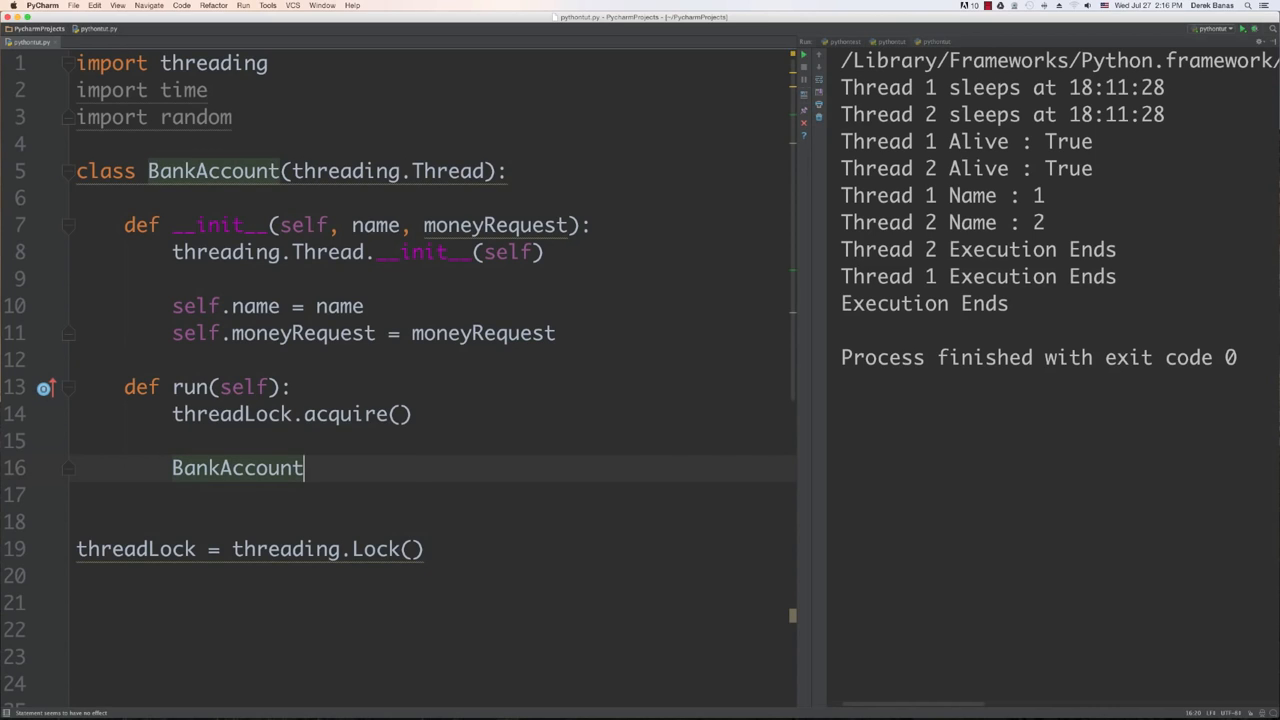 PyCharm File Edit View Navigate Code Refactor Run Tools VCS Window Help 10 Wed Jul 27 2:16 PM Derek Banas
pythontut.py - PycharmProjects - [~/PycharmProjects]
PycharmProjects pythontut.py pythontut
pythontut.py Run: pythontest pythontut pythontut
1 import threading
2 import time
3 import random
4
5 class BankAccount(threading.Thread):
6
7 def __init__(self, name, moneyRequest):
8 threading.Thread.__init__(self)
9
10 self.name = name
11 self.moneyRequest = moneyRequest
12
13 def run(self):
14 threadLock.acquire()
15
16 BankAccount
17
18
19 threadLock = threading.Lock()
20
21
22
23
24
/Library/Frameworks/Python.framework/
Thread 1 sleeps at 18:11:28
Thread 2 sleeps at 18:11:28
Thread 1 Alive : True
Thread 2 Alive : True
Thread 1 Name : 1
Thread 2 Name : 2
Thread 2 Execution Ends
Thread 1 Execution Ends
Execution Ends
Process finished with exit code 0
Statement seems to have no effect 16:20 LF‡ UTF-8‡